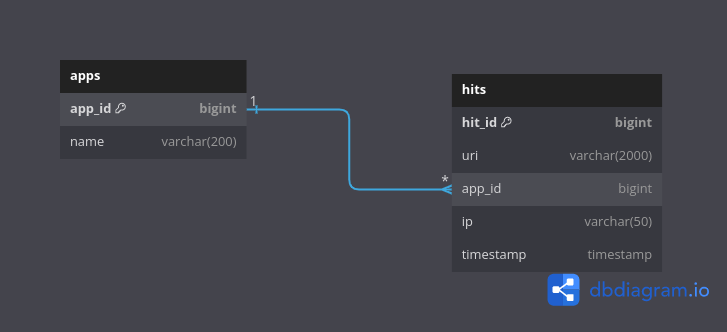 apps
app_id bigint
name varchar(200)
1
*
hits
hit_id bigint
uri varchar(2000)
app_id bigint
ip varchar(50)
timestamp timestamp
dbdiagram.io